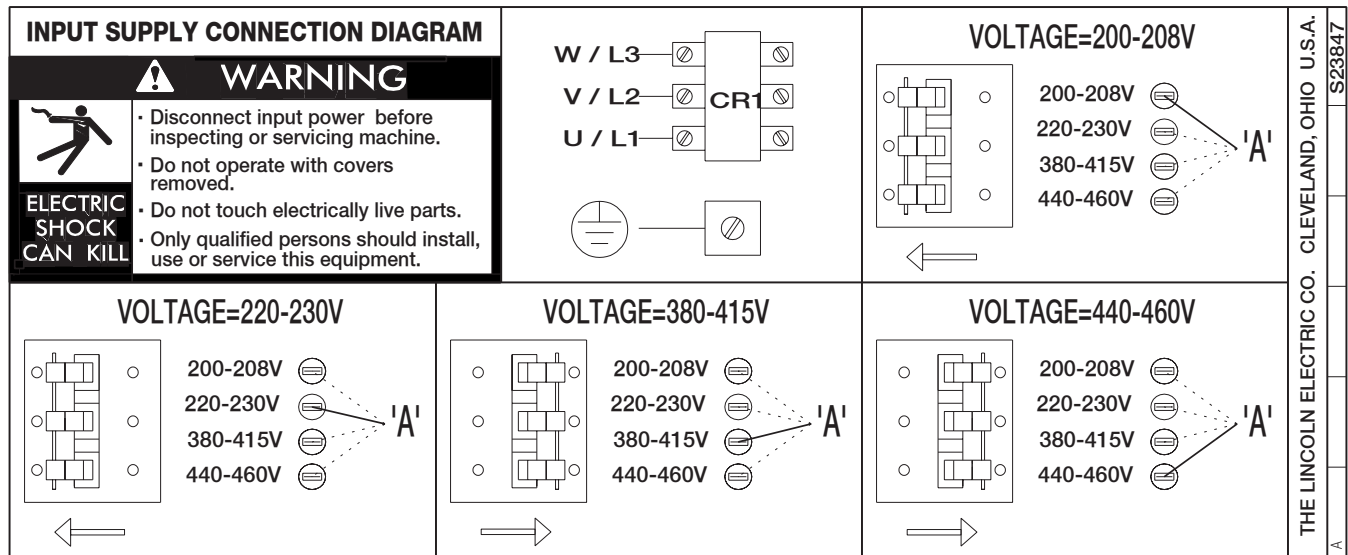 INPUT SUPPLY CONNECTION DIAGRAM
WARNING
ELECTRIC
SHOCK
CAN KILL
· Disconnect input power before
inspecting or servicing machine.
· Do not operate with covers
removed.
· Do not touch electrically live parts.
· Only qualified persons should install,
use or service this equipment.
W / L3
V / L2
U / L1
CR1
VOLTAGE=200-208V
200-208V
220-230V
380-415V
440-460V
'A'
VOLTAGE=220-230V
200-208V
220-230V
380-415V
440-460V
'A'
VOLTAGE=380-415V
200-208V
220-230V
380-415V
440-460V
'A'
VOLTAGE=440-460V
200-208V
220-230V
380-415V
440-460V
'A'
THE LINCOLN ELECTRIC CO. CLEVELAND, OHIO U.S.A.
S23847
A